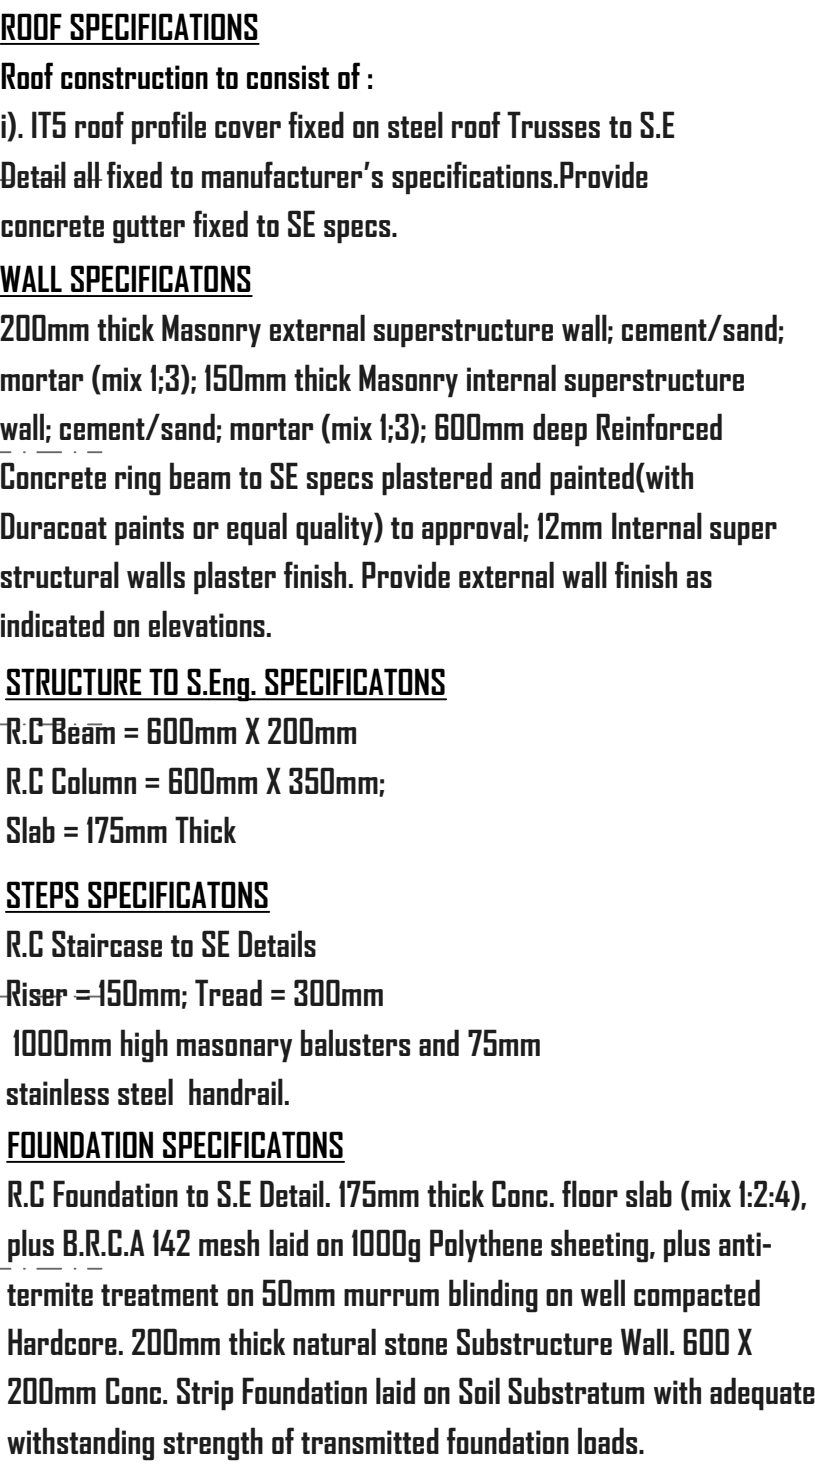 ROOF SPECIFICATIONS
Roof construction to consist of :
i). IT5 roof profile cover fixed on steel roof Trusses to S.E
Detail all fixed to manufacturer's specifications.Provide
concrete gutter fixed to SE specs.
WALL SPECIFICATONS
200mm thick Masonry external superstructure wall; cement/sand;
mortar (mix 1;3); 150mm thick Masonry internal superstructure
wall; cement/sand; mortar (mix 1;3); 600mm deep Reinforced
Concrete ring beam to SE specs plastered and painted(with
Duracoat paints or equal quality) to approval; 12mm Internal super
structural walls plaster finish. Provide external wall finish as
indicated on elevations.
STRUCTURE TO S.Eng. SPECIFICATONS
R.C Beam = 600mm X 200mm
R.C Column = 600mm X 350mm;
Slab = 175mm Thick
STEPS SPECIFICATONS
R.C Staircase to SE Details
Riser = 150mm; Tread = 300mm
1000mm high masonary balusters and 75mm
stainless steel handrail.
FOUNDATION SPECIFICATONS
R.C Foundation to S.E Detail. 175mm thick Conc. floor slab (mix 1:2:4),
plus B.R.C.A 142 mesh laid on 1000g Polythene sheeting, plus anti-
termite treatment on 50mm murrum blinding on well compacted
Hardcore. 200mm thick natural stone Substructure Wall. 600 X
200mm Conc. Strip Foundation laid on Soil Substratum with adequate
withstanding strength of transmitted foundation loads.